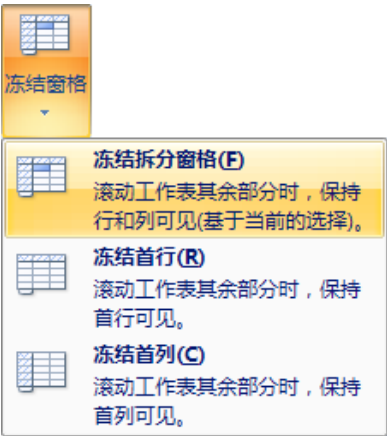 冻结窗格
冻结拆分窗格(F)
滚动工作表其余部分时，保持
行和列可见(基于当前的选择)。
冻结首行(R)
滚动工作表其余部分时，保持
首行可见。
冻结首列(C)
滚动工作表其余部分时，保持
首列可见。